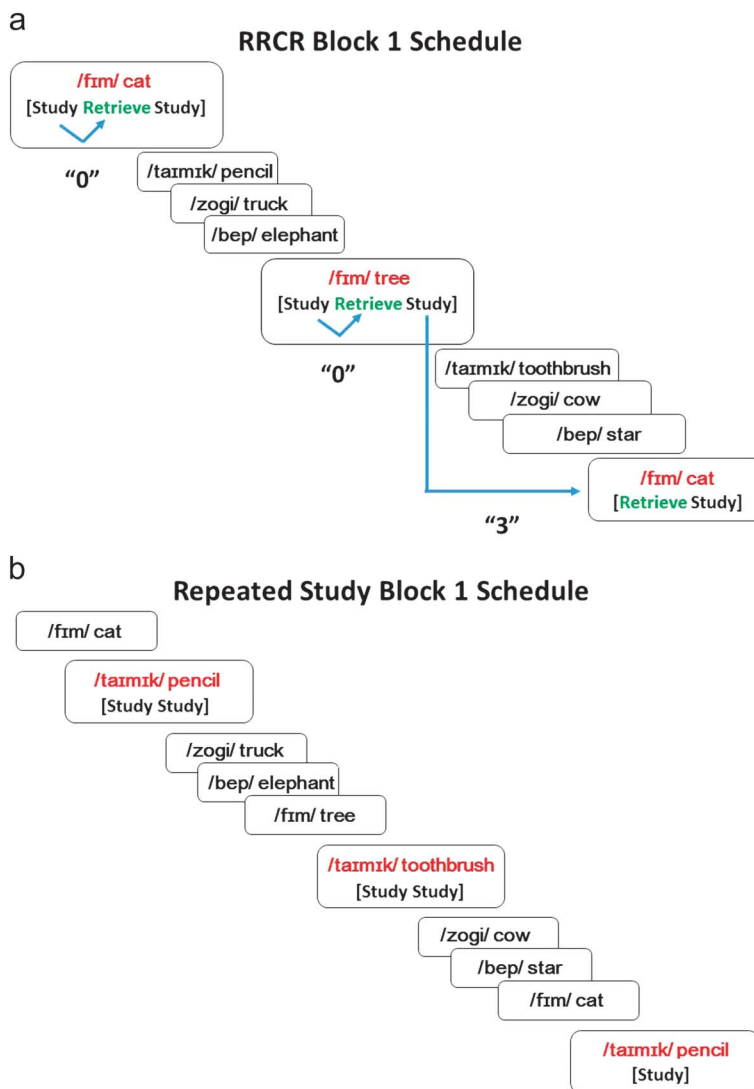 a
RRCR Block 1 Schedule
/fɪm/ cat
[Study Retrieve Study]
“0”
/taɪmɪk/ pencil
/zogi/ truck
/bep/ elephant
/fɪm/ tree
[Study Retrieve Study]
“0”
/taɪmɪk/ toothbrush
/zogi/ cow
/bep/ star
/fɪm/ cat
[Retrieve Study]
“3”
b
Repeated Study Block 1 Schedule
/fɪm/ cat
/taɪmɪk/ pencil
[Study Study]
/zogi/ truck
/bep/ elephant
/fɪm/ tree
/taɪmɪk/ toothbrush
[Study Study]
/zogi/ cow
/bep/ star
/fɪm/ cat
/taɪmɪk/ pencil
[Study]